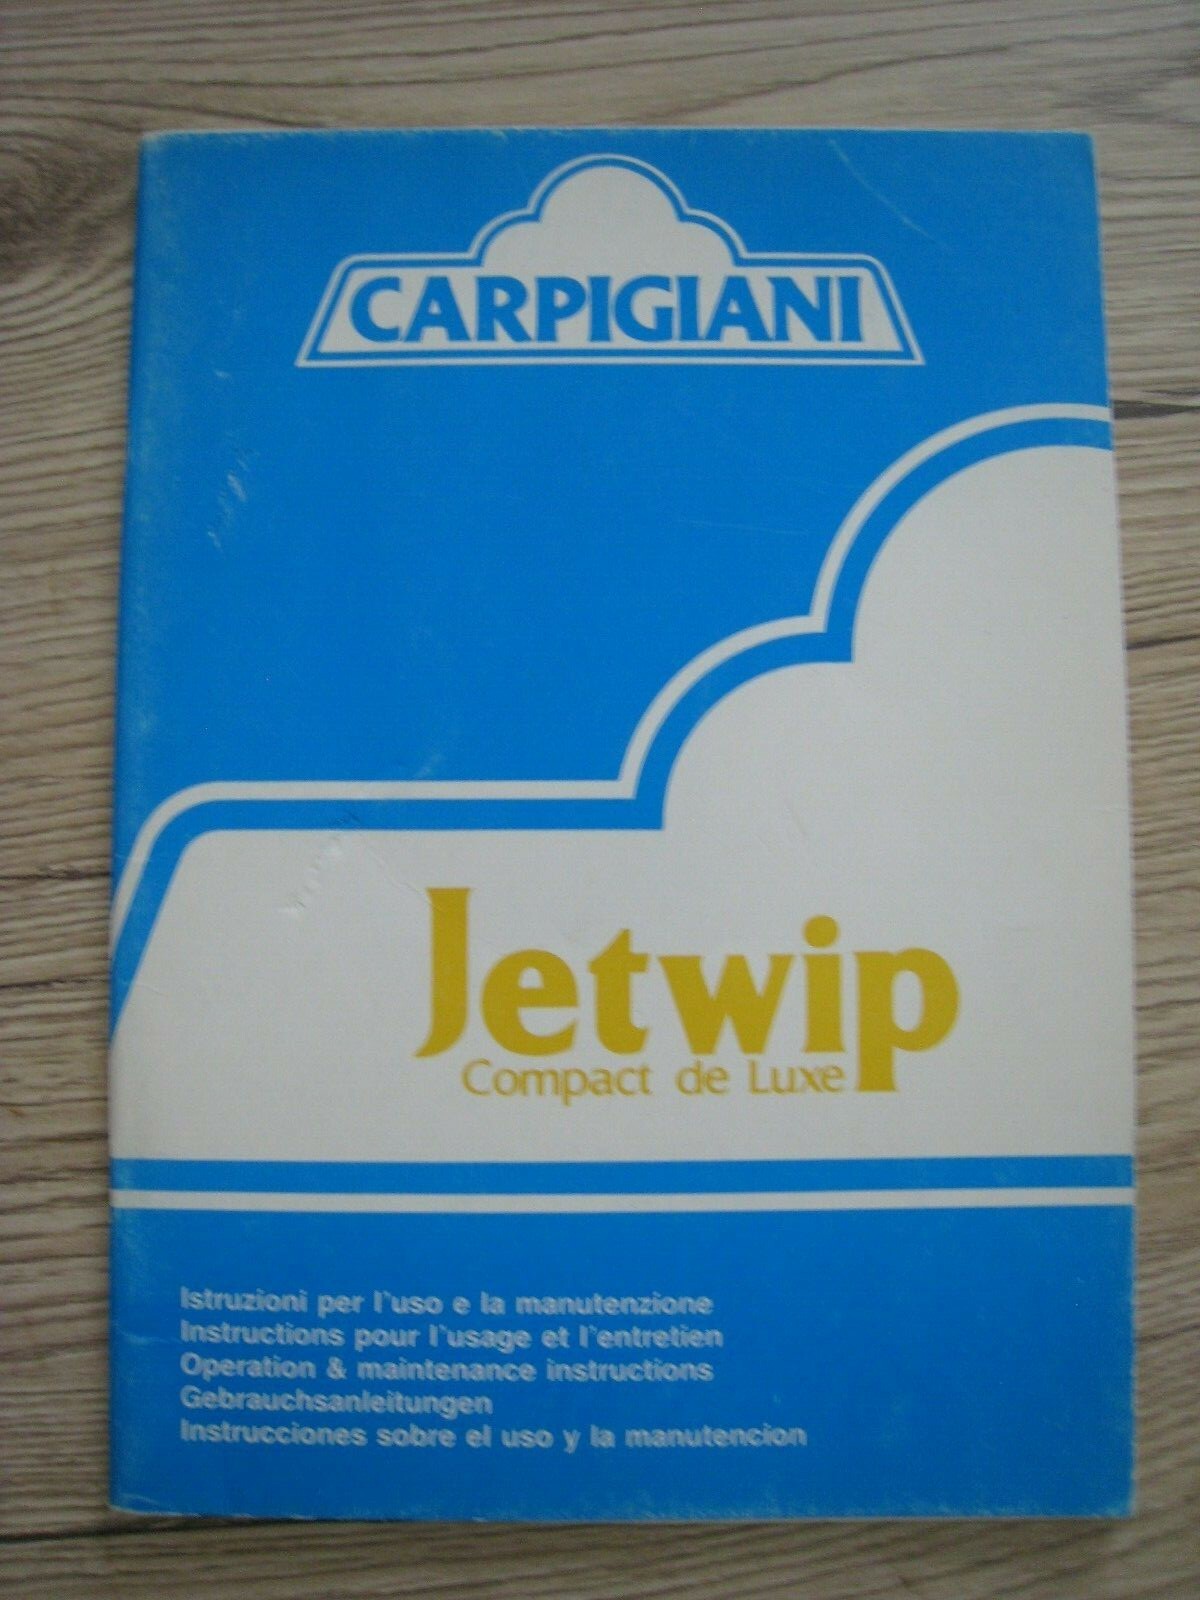 CARPIGIANI
Jetwip
Compact de Luxe
Istruzioni per l'uso e la manutenzione
Instructions pour l'usage et l'entretien
Operation & maintenance instructions
Gebrauchsanleitungen
Instrucciones sobre el uso y la manutencion